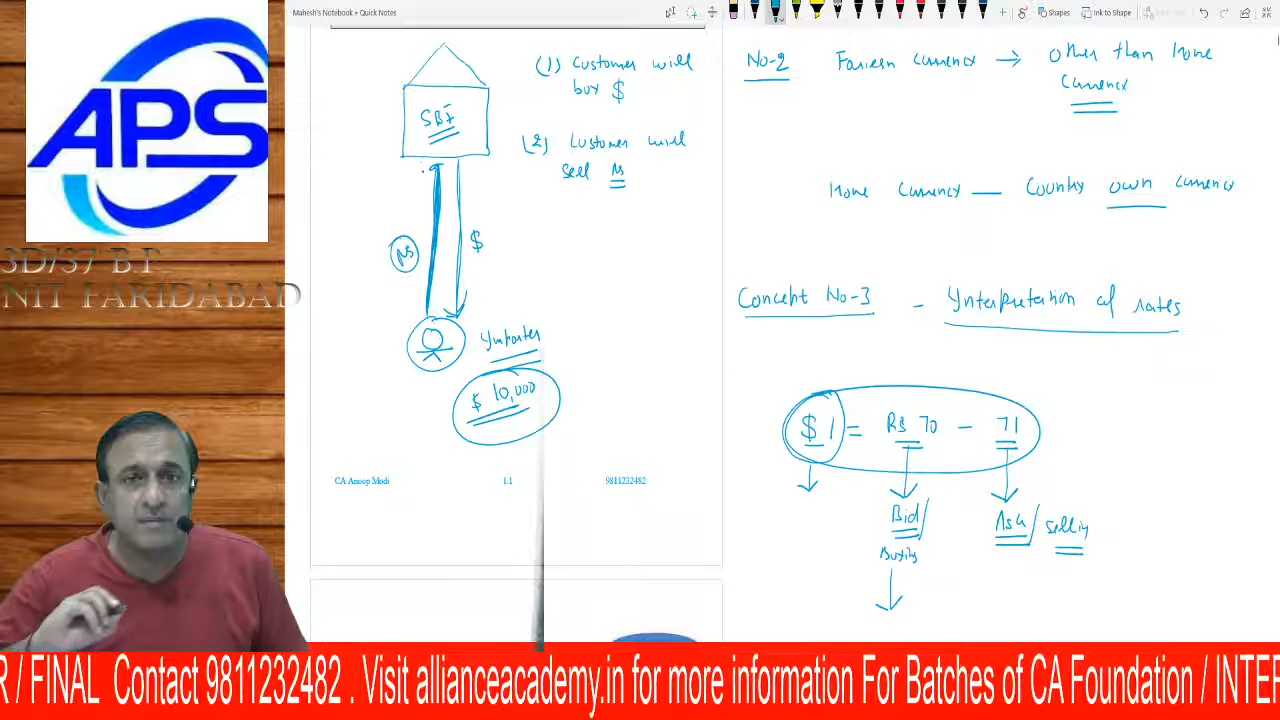 Mahesh's Notebook » Quick Notes
Shapes
Ink to Shape
APS
3D/37 B.P.
NIT FARIDABAD
SBI
(1) Customer will
buy $
(2) Customer will
sell Rs
Rs
$
Importer
$ 10,000
CA Anoop Modi
1.1
9811232482
No-2 Foriegn currency → other than Home
currency
Home Currency — Country own currency
Concept No-3 - Interpretation of rates
$ 1 = Rs 70 - 71
Bid/
Buying
Ask/selling
R / FINAL Contact 9811232482 . Visit allianceacademy.in for more information For Batches of CA Foundation / INTER